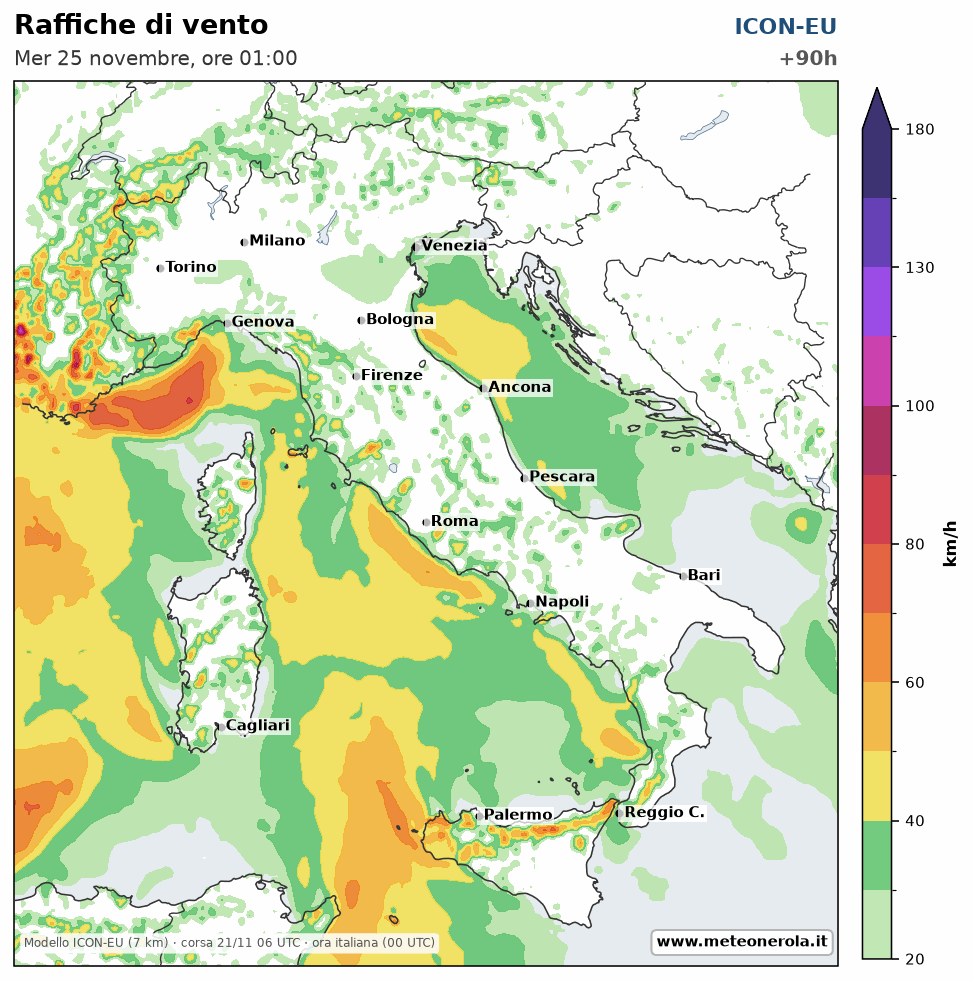 Raffiche di vento
ICON-EU
Mer 25 novembre, ore 01:00
+90h
180
Milano
Venezia
Torino
130
Genova
Bologna
Firenze
Ancona
100
Pescara
Roma
80
km/h
Bari
Napoli
60
Cagliari
Palermo
Reggio C.
40
Modello ICON-EU (7 km) · corsa 21/11 06 UTC · ora italiana (00 UTC)
www.meteonerola.it
20